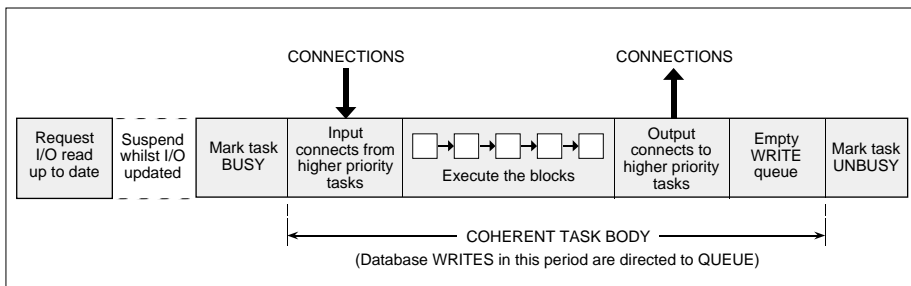 CONNECTIONS
CONNECTIONS
Request
I/O read
up to date
Suspend
whilst I/O
updated
Mark task
BUSY
Input
connects from
higher priority
tasks
Execute the blocks
Output
connects to
higher priority
tasks
Empty
WRITE
queue
Mark task
UNBUSY
COHERENT TASK BODY
(Database WRITES in this period are directed to QUEUE)